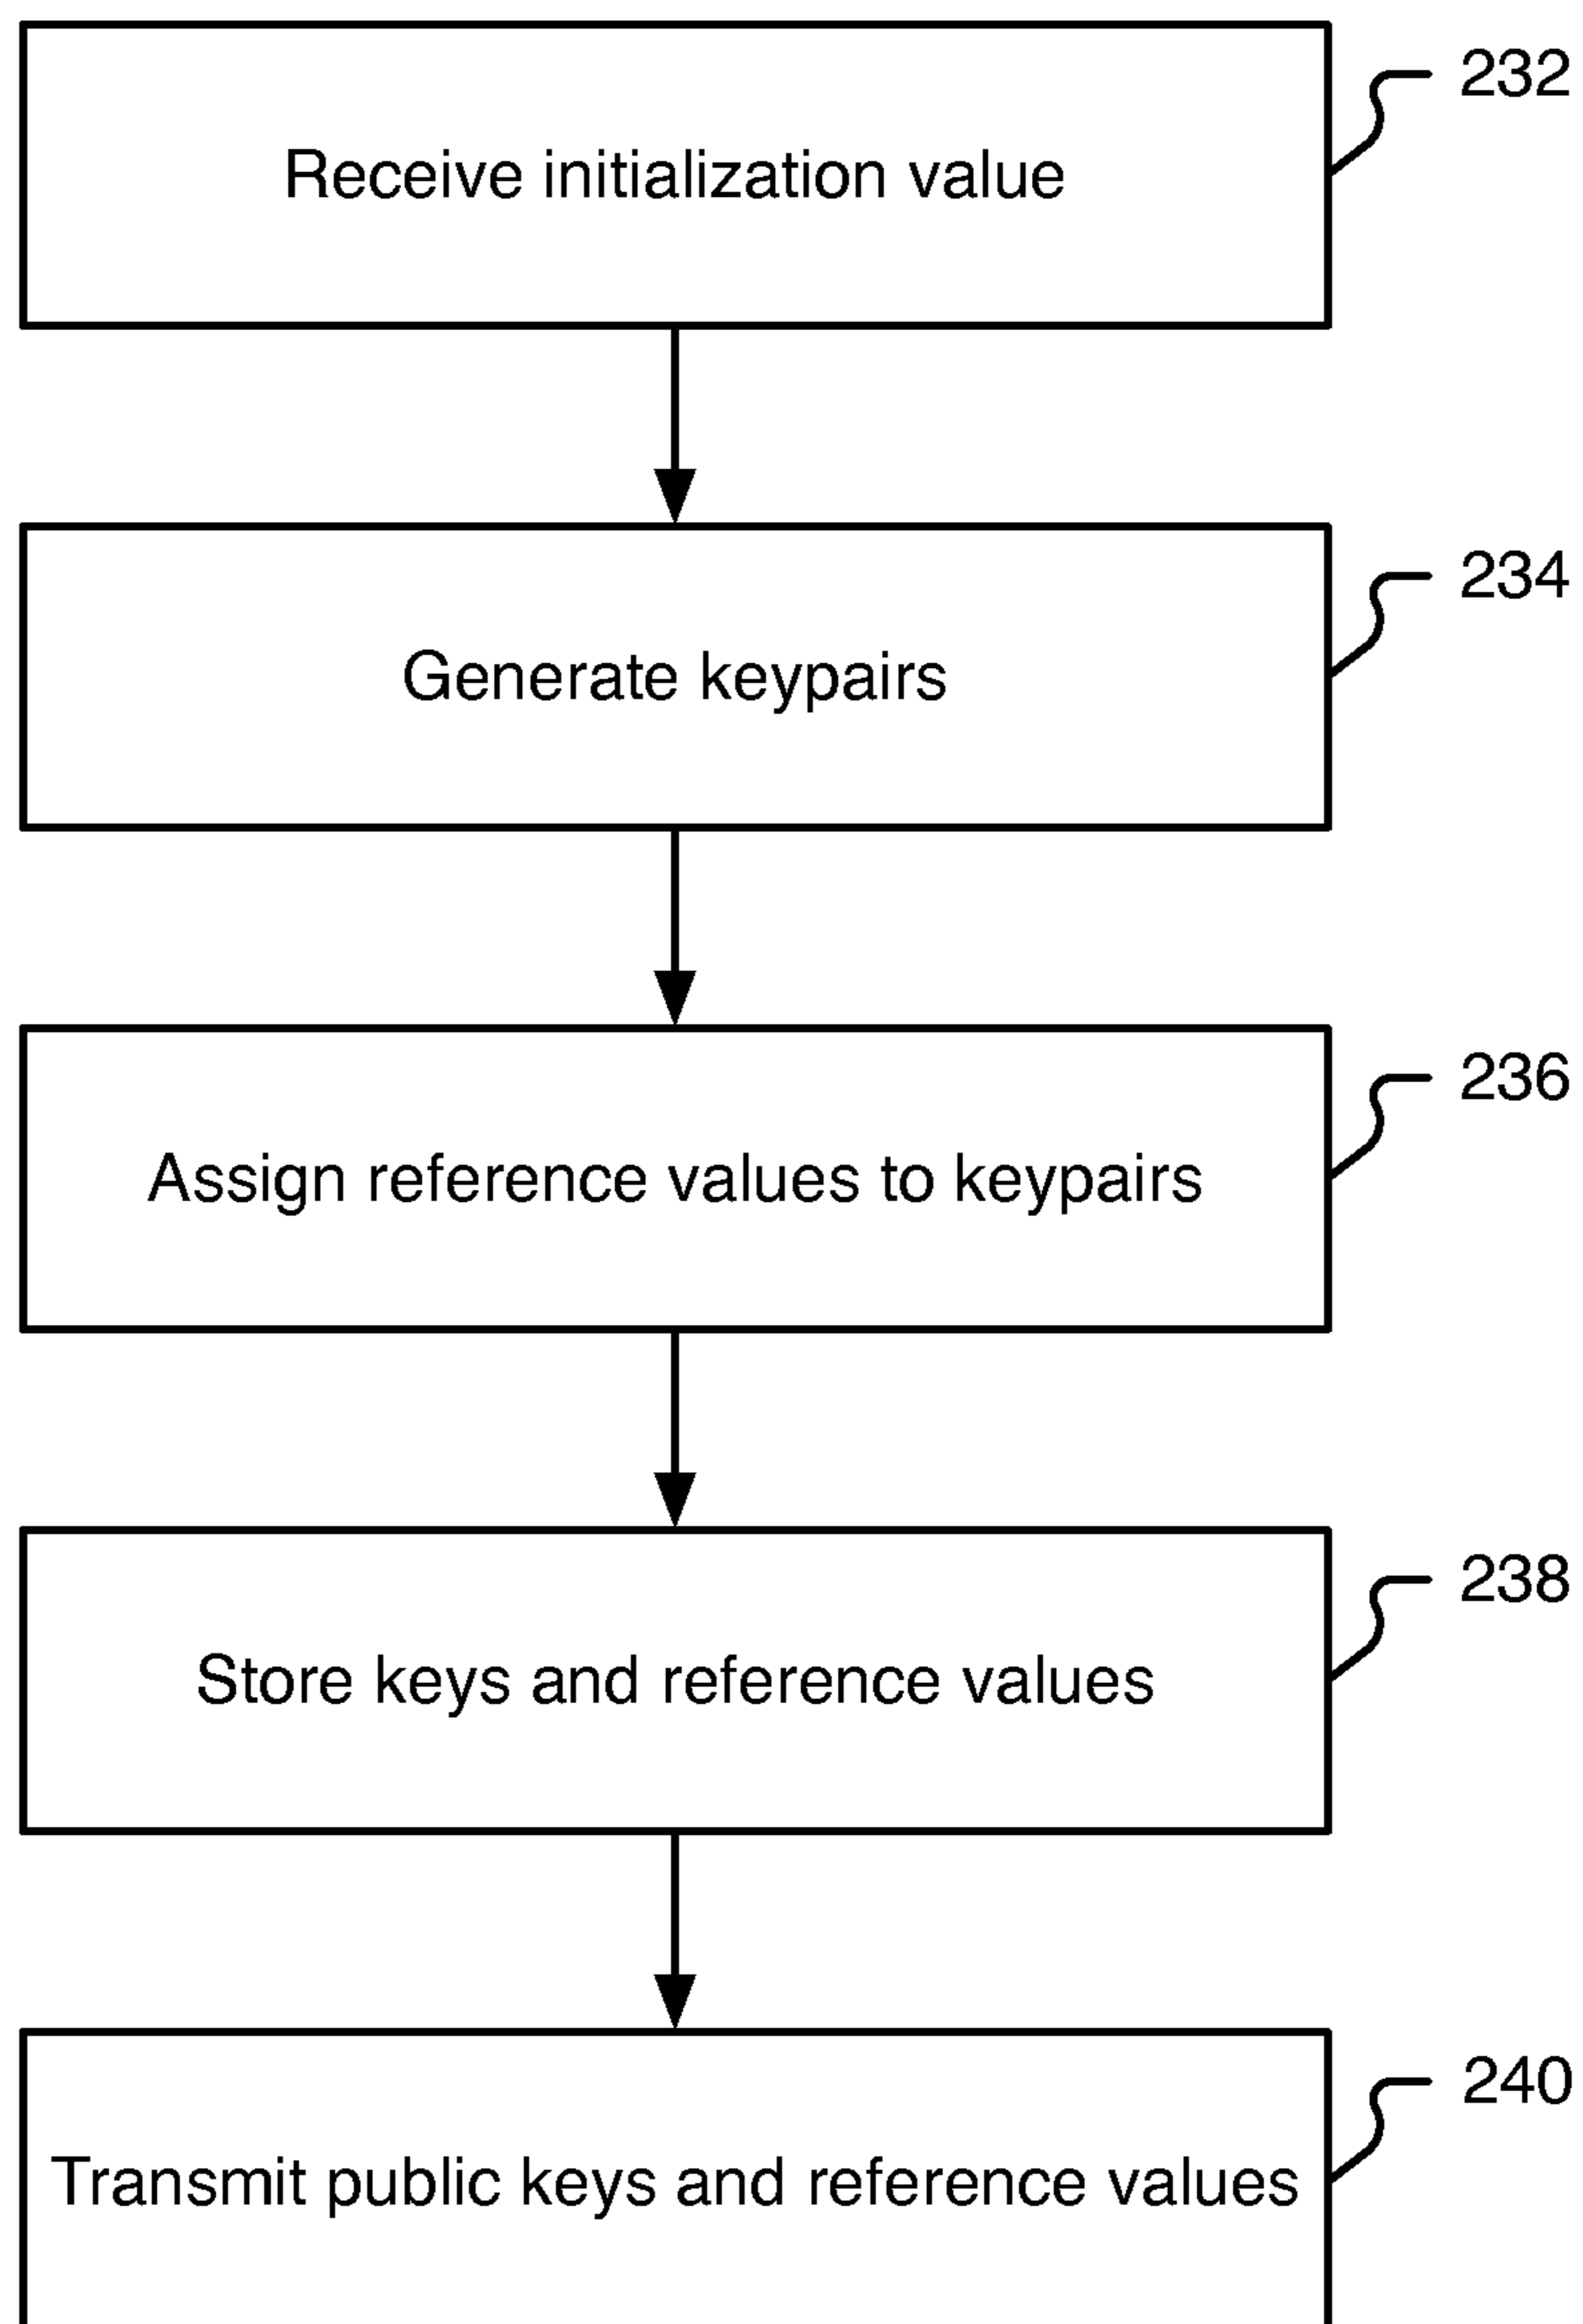 232
Receive initialization value
234
Generate keypairs
236
Assign reference values to keypairs
238
Store keys and reference values
240
Transmit public keys and reference values